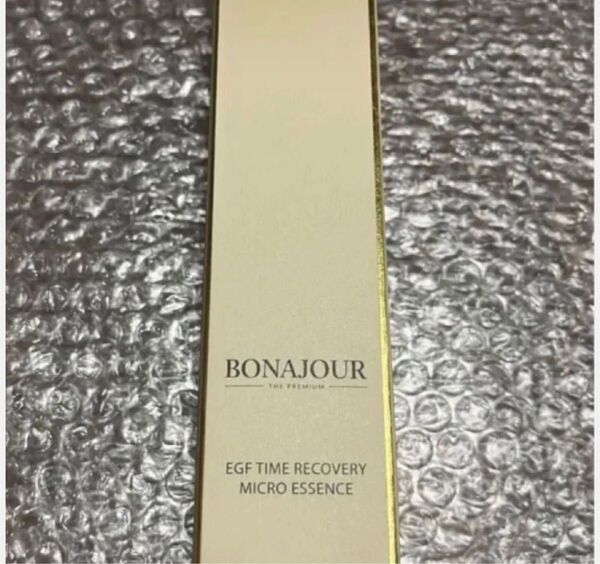 BONAJOUR
THE PREMIUM
EGF TIME RECOVERY
MICRO ESSENCE